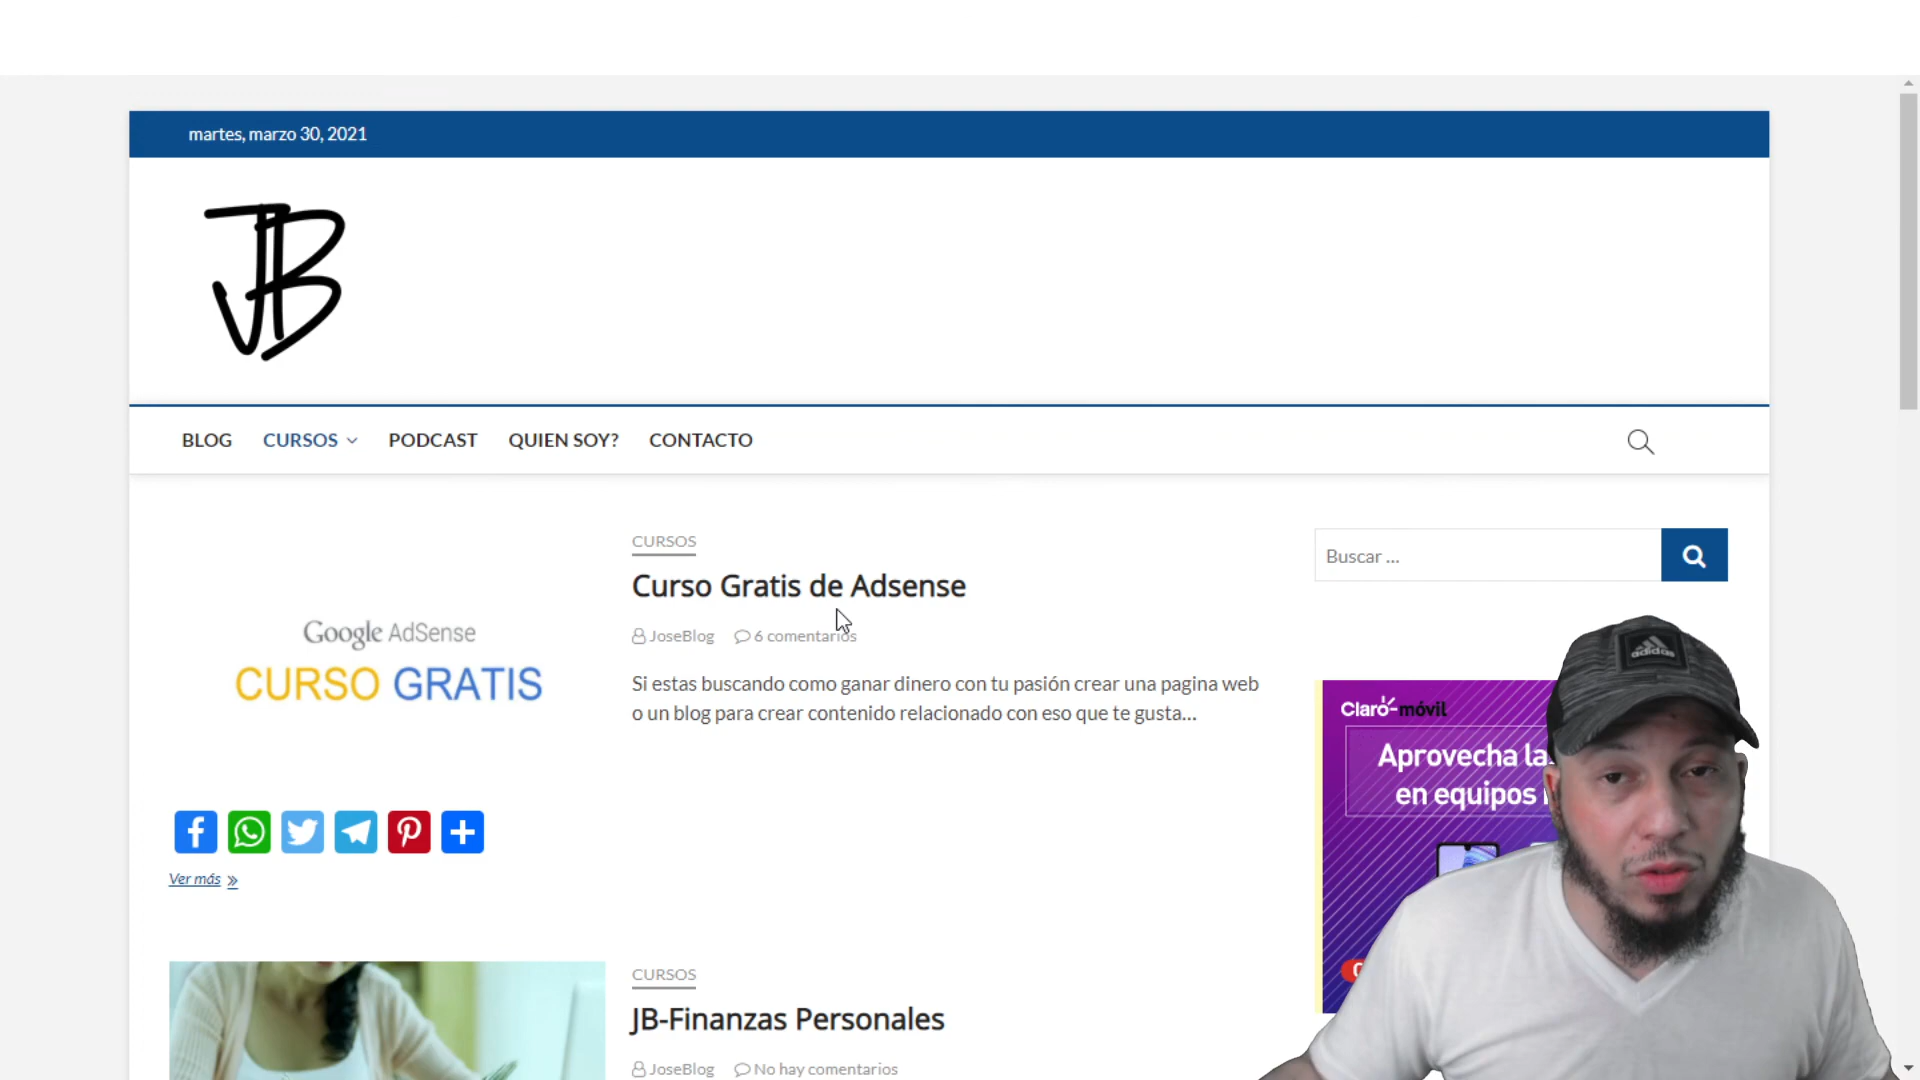 martes, marzo 30, 2021
JB
BLOG CURSOS PODCAST QUIEN SOY? CONTACTO
CURSOS
Curso Gratis de Adsense
JoseBlog 6 comentarios
Si estas buscando como ganar dinero con tu pasión crear una pagina web
o un blog para crear contenido relacionado con eso que te gusta...
Google AdSense
CURSO GRATIS
Ver más »
Buscar ...
Claro-móvil
Aprovecha
en equipos
adidas
CURSOS
JB-Finanzas Personales
JoseBlog No hay comentarios